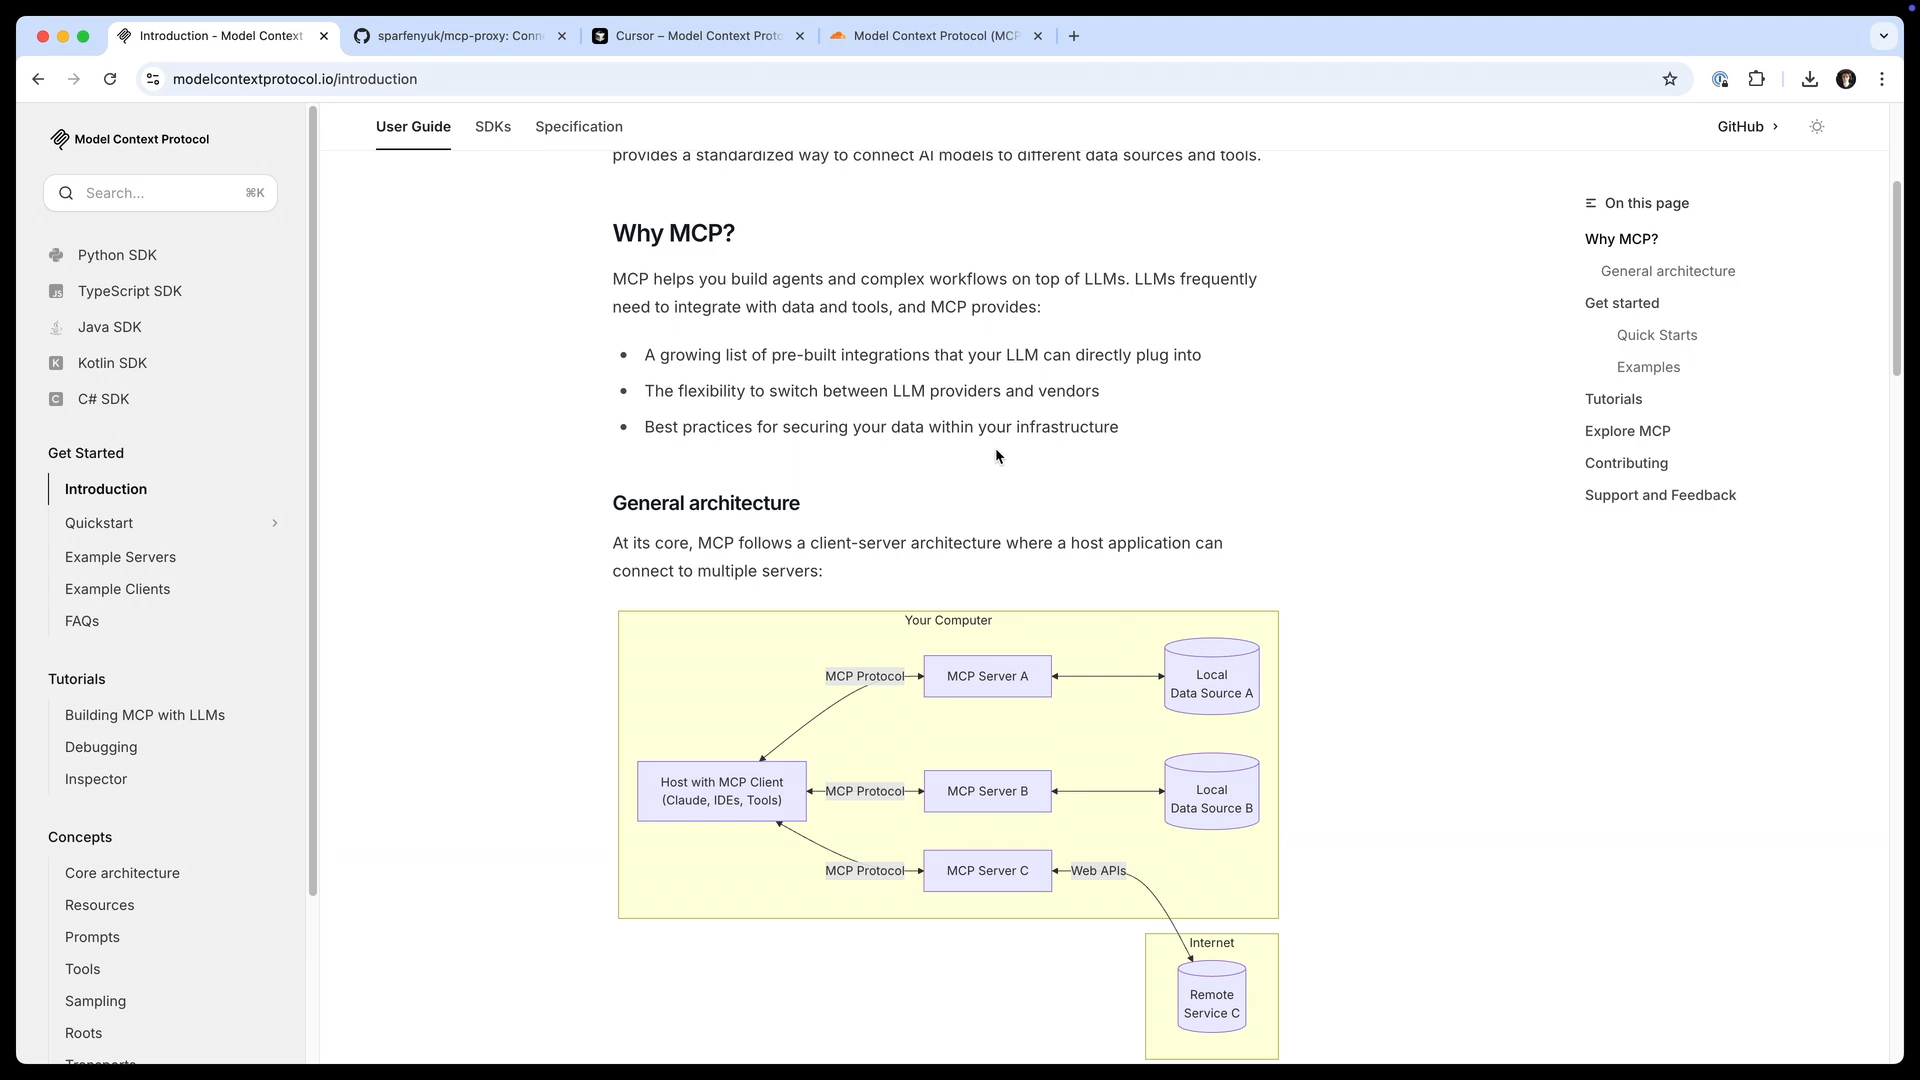 Introduction - Model Context
sparfenyuk/mcp-proxy: Conn
Cursor – Model Context Proto
Model Context Protocol (MCP
modelcontextprotocol.io/introduction
Model Context Protocol
Search...
⌘K
Python SDK
TypeScript SDK
Java SDK
Kotlin SDK
C# SDK
Get Started
Introduction
Quickstart
Example Servers
Example Clients
FAQs
Tutorials
Building MCP with LLMs
Debugging
Inspector
Concepts
Core architecture
Resources
Prompts
Tools
Sampling
Roots
Transports
User Guide
SDKs
Specification
GitHub
provides a standardized way to connect AI models to different data sources and tools.
Why MCP?
MCP helps you build agents and complex workflows on top of LLMs. LLMs frequently
need to integrate with data and tools, and MCP provides:
A growing list of pre-built integrations that your LLM can directly plug into
The flexibility to switch between LLM providers and vendors
Best practices for securing your data within your infrastructure
General architecture
At its core, MCP follows a client-server architecture where a host application can
connect to multiple servers:
Your Computer
MCP Protocol
MCP Server A
Local
Data Source A
Host with MCP Client
(Claude, IDEs, Tools)
MCP Protocol
MCP Server B
Local
Data Source B
MCP Protocol
MCP Server C
Web APIs
Internet
Remote
Service C
On this page
Why MCP?
General architecture
Get started
Quick Starts
Examples
Tutorials
Explore MCP
Contributing
Support and Feedback